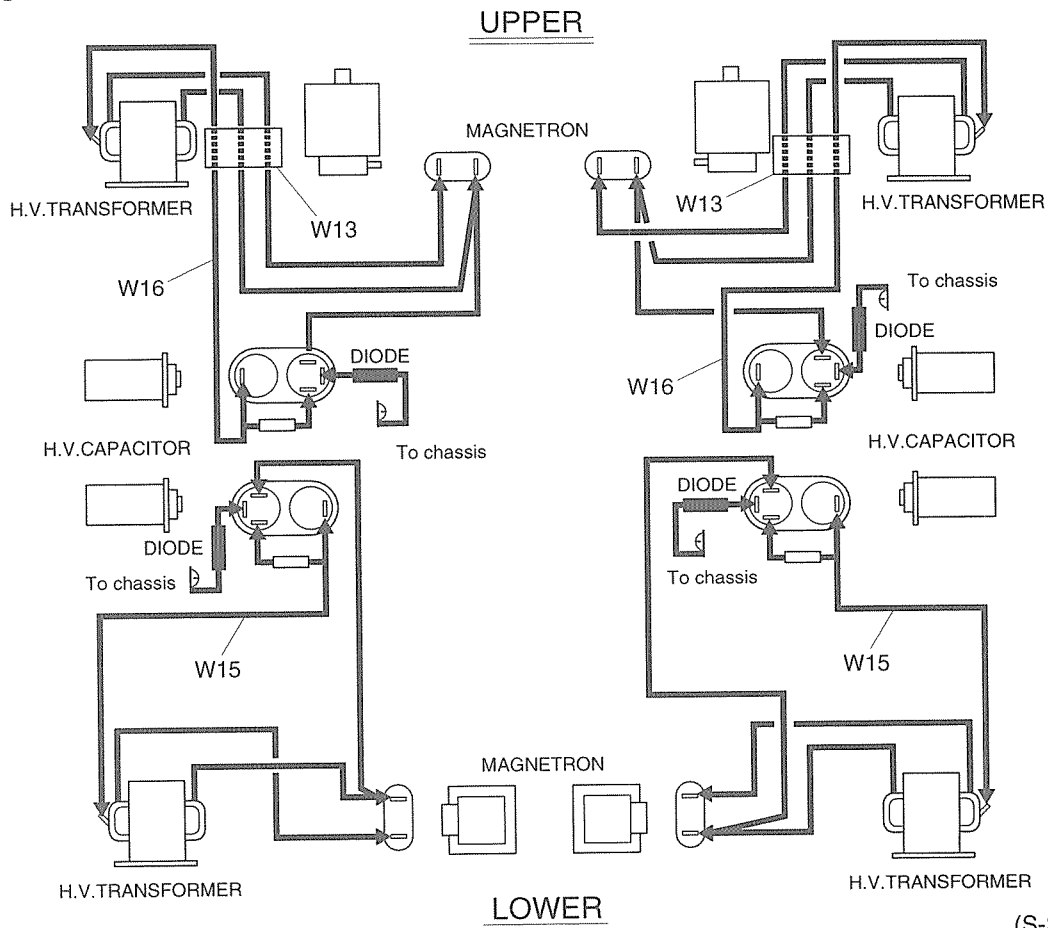 UPPER
MAGNETRON
H.V.TRANSFORMER
W13
W13
H.V.TRANSFORMER
W16
To chassis
DIODE
DIODE
W16
H.V.CAPACITOR
To chassis
H.V.CAPACITOR
DIODE
DIODE
To chassis
To chassis
W15
W15
MAGNETRON
H.V.TRANSFORMER
H.V.TRANSFORMER
LOWER